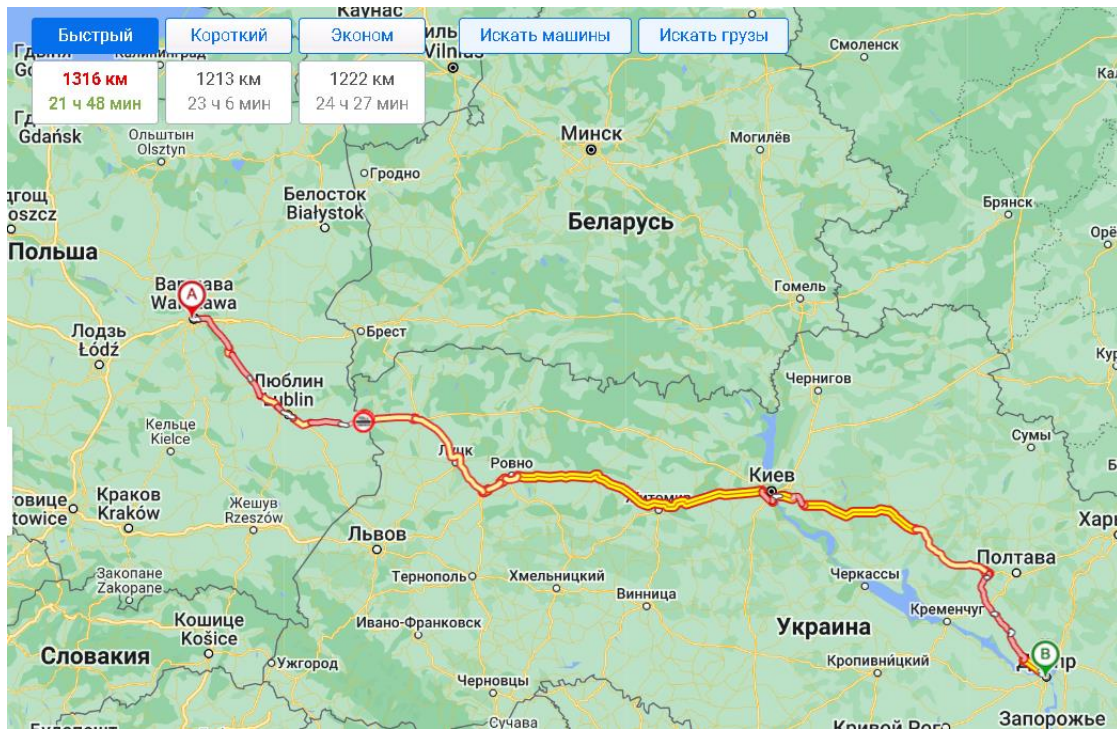 Быстрый
Короткий
Эконом
Искать машины
Искать грузы
1316 км
21 ч 48 мин
1213 км
23 ч 6 мин
1222 км
24 ч 27 мин
Каунас
Vilnius
Смоленск
Gdańsk
Ольштын
Olsztyn
Минск
Могилёв
Гродно
Белосток
Białystok
Брянск
Беларусь
Польша
Гомель
Варшава
Warszawa
A
Брест
Лодзь
Łódź
Люблин
Lublin
Чернигов
Кельце
Kielce
Сумы
Луцк
Ровно
Киев
Житомир
Краков
Kraków
Жешув
Rzeszów
Львов
Полтава
Тернополь
Хмельницкий
Черкассы
Закопане
Zakopane
Винница
Кременчуг
Кошице
Košice
Ивано-Франковск
Украина
B
Днепр
Словакия
Ужгород
Кропивницкий
Черновцы
Сучава
Запорожье